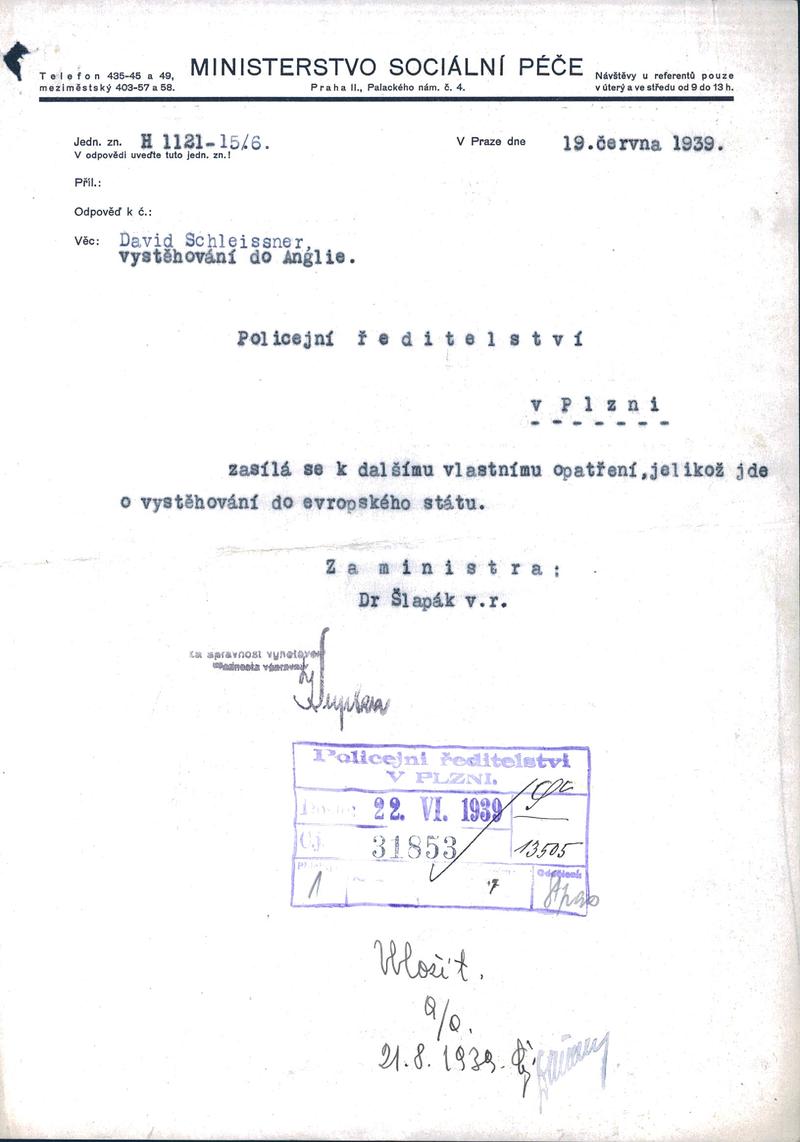 MINISTERSTVO SOCIÁLNÍ PÉČE
Telefon 435-45 a 49,
meziměstský 403-57 a 58.
Praha II., Palackého nám. č. 4.
Návštěvy u referentů pouze
v úterý a ve středu od 9 do 13 h.
Jedn. zn. H 1121-15/6.
V odpovědi uveďte tuto jedn. zn.!
V Praze dne 19.června 1939.
Příl.:
Odpověď k č.:
Věc: David Schleissner,
vystěhování do Anglie.
Policejní ředitelství
v Plzni
zasílá se k dalšímu vlastnímu opatření,jelikož jde
o vystěhování do evropského státu.
Za ministra:
Dr Šlapák v.r.
Za správnost vyhotovení
Policejní ředitelství
V PLZNI.
22. VI. 1939
Čj. 31853
13505
1
Vložit.
a/a.
21.8.1939.